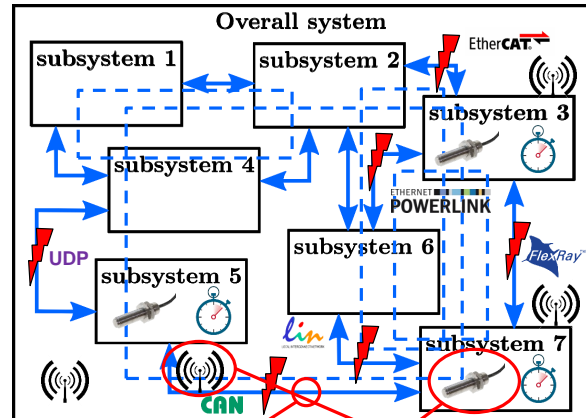 Overall system
EtherCAT®
subsystem 1
subsystem 2
subsystem 3
subsystem 4
ETHERNET
POWERLINK
UDP
subsystem 6
FlexRay™
subsystem 5
lin
subsystem 7
CAN